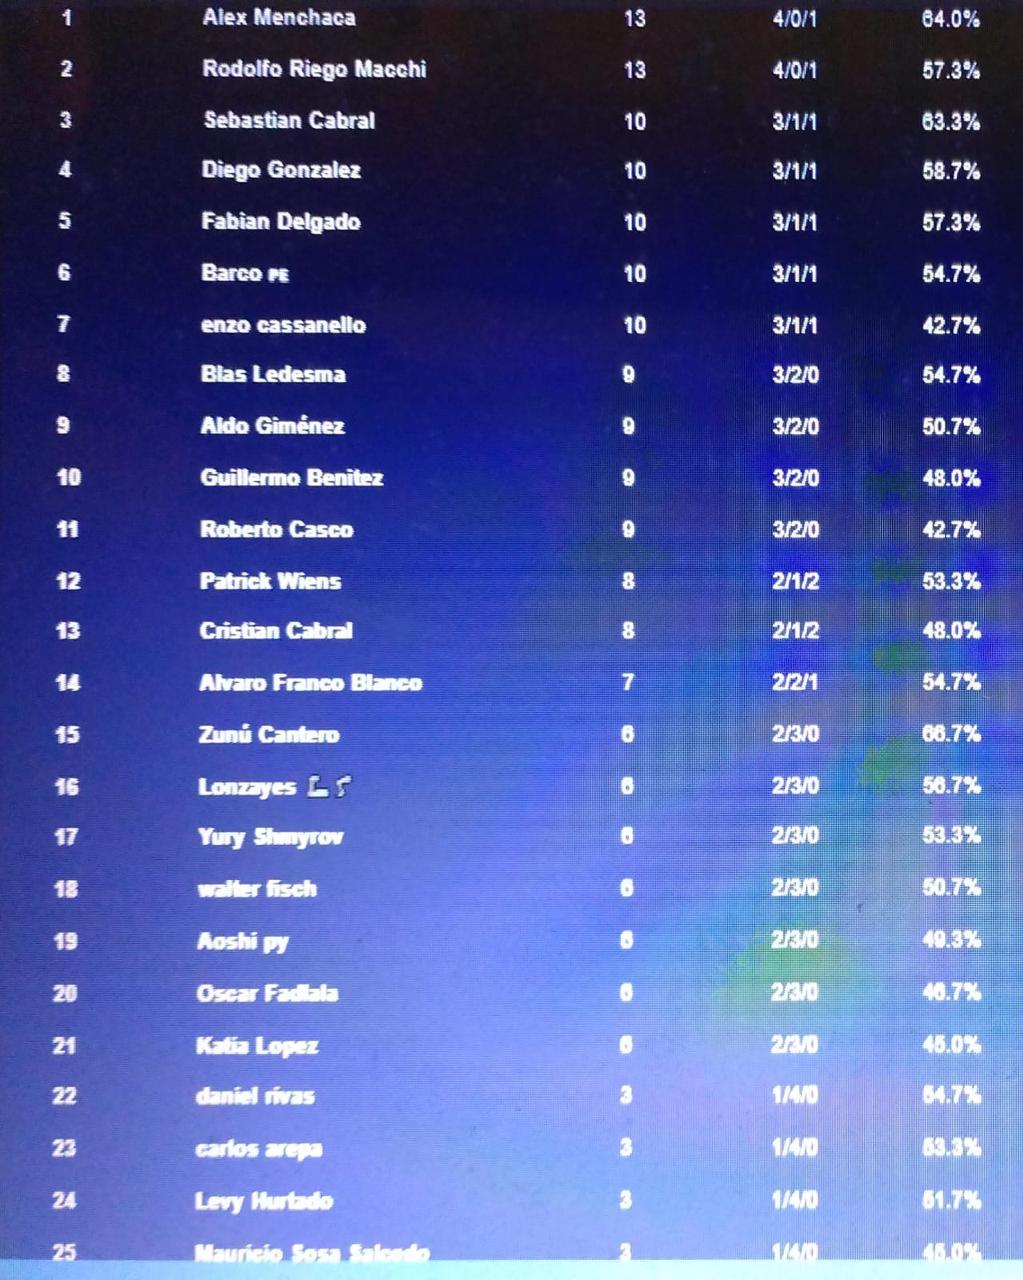 1 Alex Menchaca 13 4/0/1 64.0%
2 Rodolfo Riego Macchi 13 4/0/1 57.3%
3 Sebastian Cabral 10 3/1/1 63.3%
4 Diego Gonzalez 10 3/1/1 58.7%
5 Fabian Delgado 10 3/1/1 57.3%
6 Barco PE 10 3/1/1 54.7%
7 enzo cassanello 10 3/1/1 42.7%
8 Blas Ledesma 9 3/2/0 54.7%
9 Aldo Giménez 9 3/2/0 50.7%
10 Guillermo Benitez 9 3/2/0 48.0%
11 Roberto Casco 9 3/2/0 42.7%
12 Patrick Wiens 8 2/1/2 53.3%
13 Cristian Cabral 8 2/1/2 48.0%
14 Alvaro Franco Blanco 7 2/2/1 54.7%
15 Zunú Cantero 6 2/3/0 66.7%
16 Lonzayes 6 2/3/0 56.7%
17 Yury Shmyrov 6 2/3/0 53.3%
18 walter fisch 6 2/3/0 50.7%
19 Aoshi py 6 2/3/0 49.3%
20 Oscar Fadlala 6 2/3/0 46.7%
21 Katia Lopez 6 2/3/0 45.0%
22 daniel rivas 3 1/4/0 54.7%
23 carlos arepa 3 1/4/0 53.3%
24 Levy Hurtado 3 1/4/0 51.7%
25 Mauricio Sosa Salcedo 3 1/4/0 45.0%